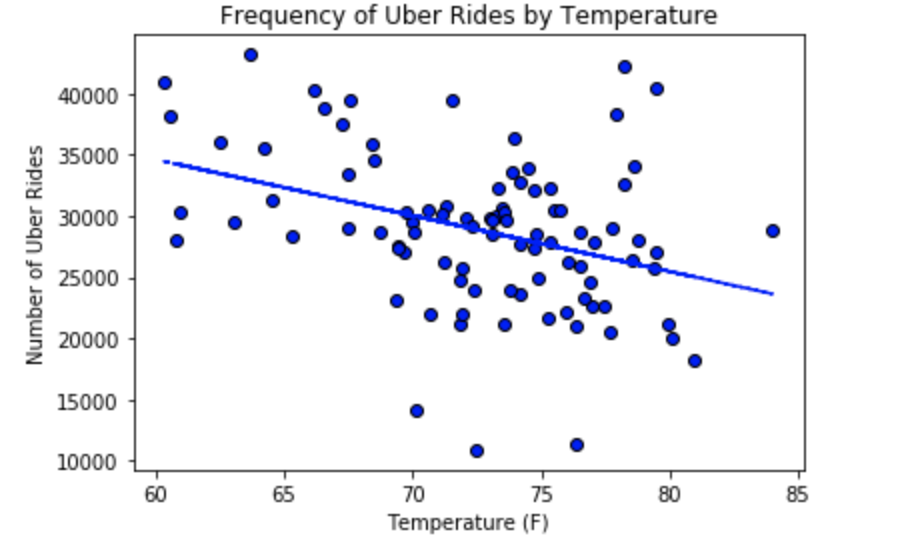 Frequency of Uber Rides by Temperature
Number of Uber Rides
40000
35000
30000
25000
20000
15000
10000
60 65 70 75 80 85
Temperature (F)